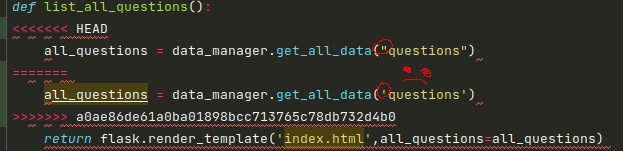 def list_all_questions():
<<<<<<< HEAD
    all_questions = data_manager.get_all_data("questions")
=======
    all_questions = data_manager.get_all_data('questions')
>>>>>>> a0ae86de61a0ba01898bcc713765c78db732d4b0
    return flask.render_template('index.html',all_questions=all_questions)